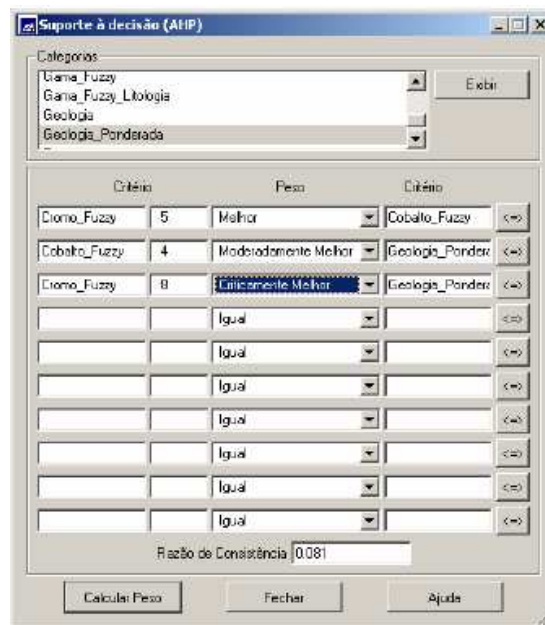 Suporte à decisão (AHP)
Categorias
Gama_Fuzzy
Gama_Fuzzy_Litologia
Geologia
Geologia_Ponderada
Exibir
Critério Peso Critério
Cromo_Fuzzy 5 Melhor Cobalto_Fuzzy <=>
Cobalto_Fuzzy 4 Moderadamente Melhor Geologia_Pondera <=>
Cromo_Fuzzy 8 Criticamente Melhor Geologia_Pondera <=>
Igual <=>
Igual <=>
Igual <=>
Igual <=>
Igual <=>
Igual <=>
Igual <=>
Razão de Consistência 0.081
Calcular Peso Fechar Ajuda